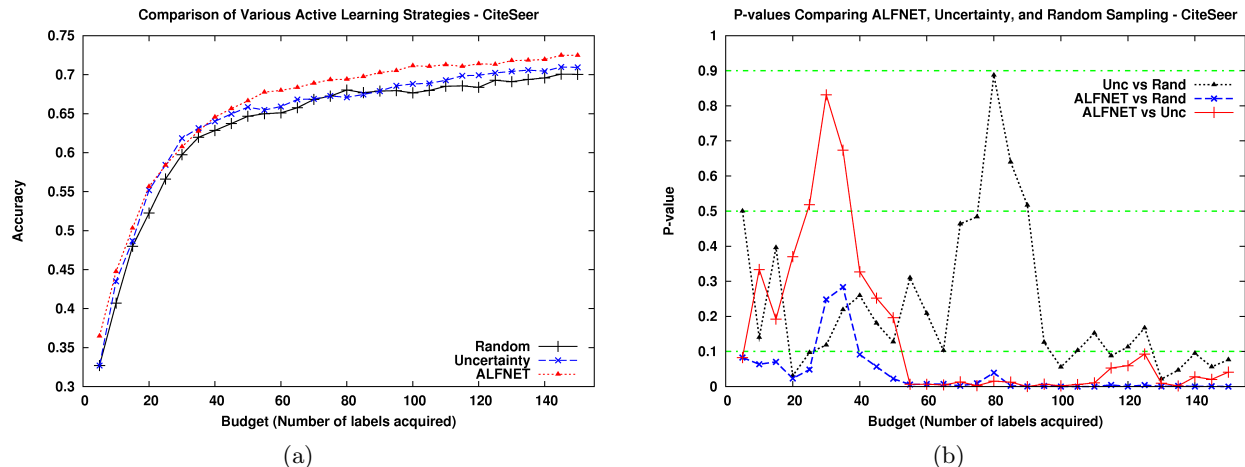 Comparison of Various Active Learning Strategies - CiteSeer
0.75
0.7
0.65
0.6
0.55
0.5
0.45
0.4
0.35
0.3
Accuracy
Random
Uncertainty
ALFNET
0 20 40 60 80 100 120 140
Budget (Number of labels acquired)
(a)
P-values Comparing ALFNET, Uncertainty, and Random Sampling - CiteSeer
1
0.9
0.8
0.7
0.6
0.5
0.4
0.3
0.2
0.1
0
P-value
Unc vs Rand
ALFNET vs Rand
ALFNET vs Unc
0 20 40 60 80 100 120 140
Budget (Number of labels acquired)
(b)